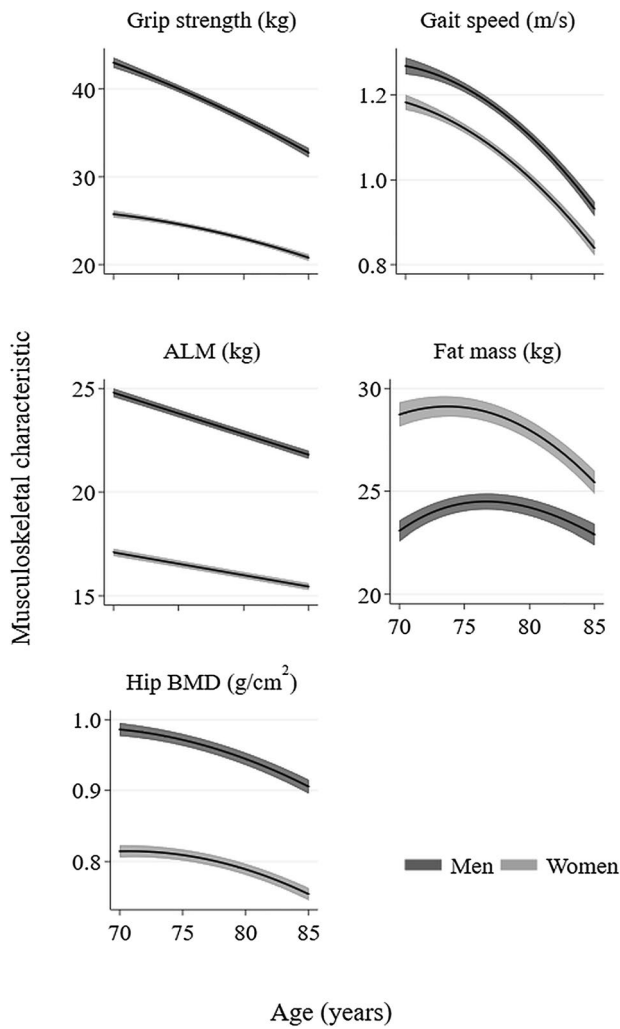 Grip strength (kg)
40
30
20
Gait speed (m/s)
1.2
1.0
0.8
Musculoskeletal characteristic
ALM (kg)
25
20
15
Fat mass (kg)
30
25
20
70 75 80 85
Hip BMD (g/cm²)
1.0
0.9
0.8
70 75 80 85
Men Women
Age (years)